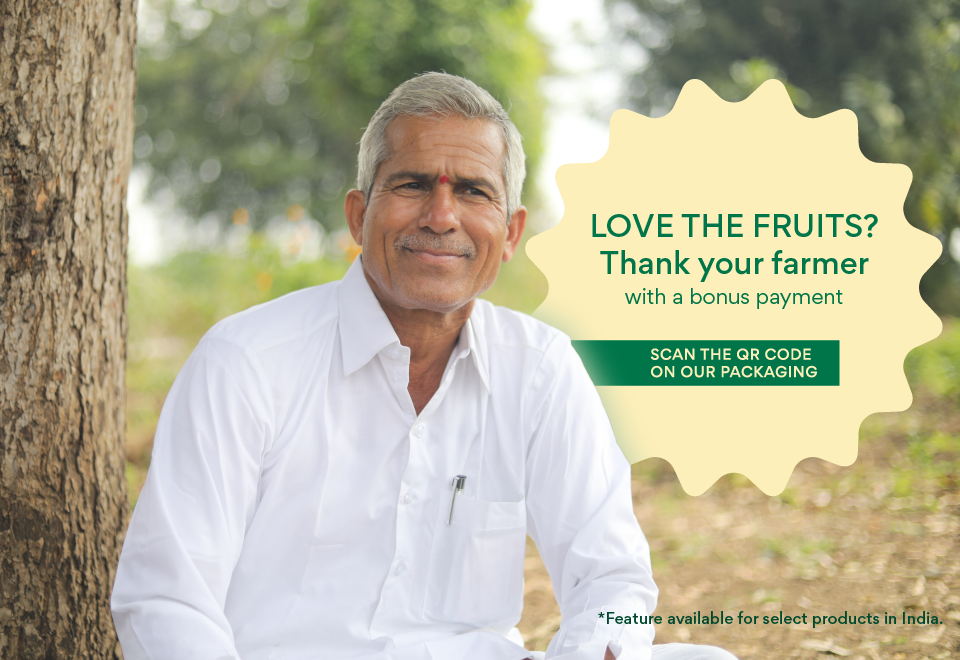 LOVE THE FRUITS?
Thank your farmer
with a bonus payment
SCAN THE QR CODE
ON OUR PACKAGING
*Feature available for select products in India.